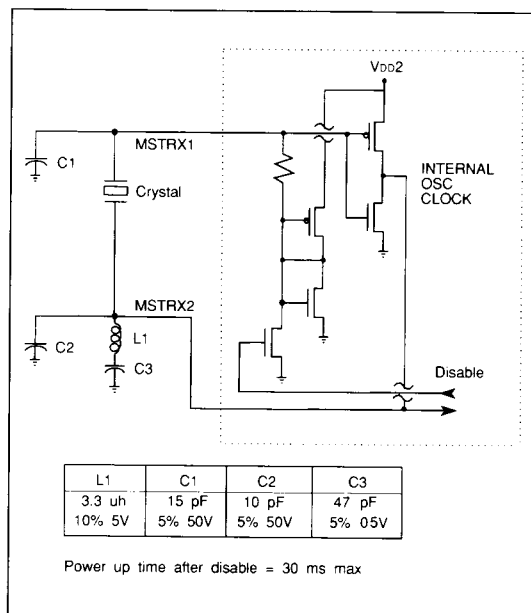 VDD2
MSTRX1
C1
Crystal
INTERNAL
OSC
CLOCK
MSTRX2
L1
C2
C3
Disable
L1 C1 C2 C3
3.3 uh 15 pF 10 pF 47 pF
10% 5V 5% 50V 5% 50V 5% 05V
Power up time after disable = 30 ms max